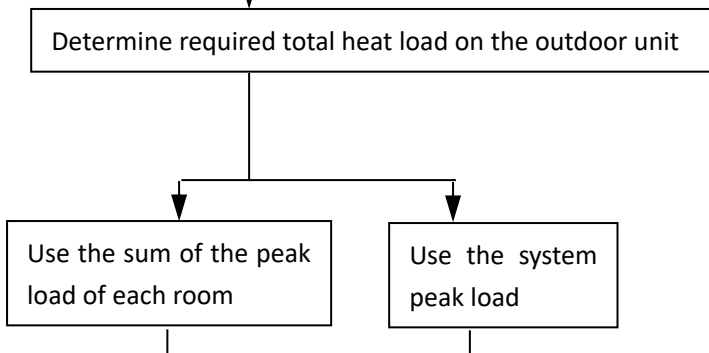 Determine required total heat load on the outdoor unit
Use the sum of the peak
load of each room
Use the system
peak load